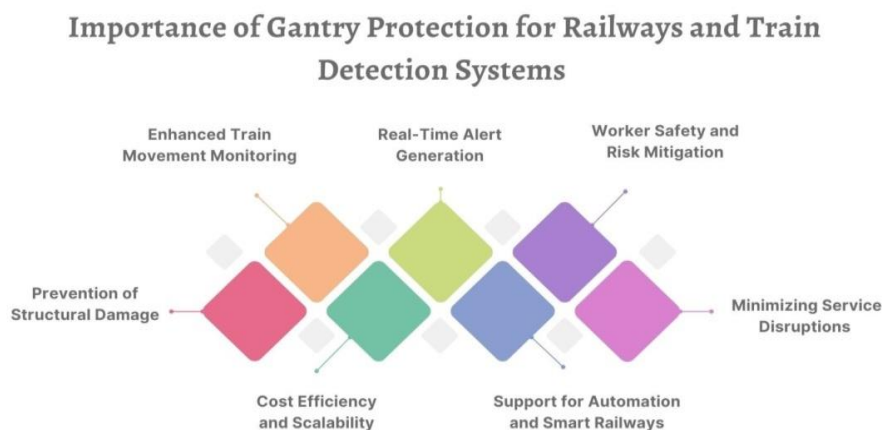 Importance of Gantry Protection for Railways and Train
Detection Systems
Enhanced Train
Movement Monitoring
Real-Time Alert
Generation
Worker Safety and
Risk Mitigation
Prevention of
Structural Damage
Minimizing Service
Disruptions
Cost Efficiency
and Scalability
Support for Automation
and Smart Railways